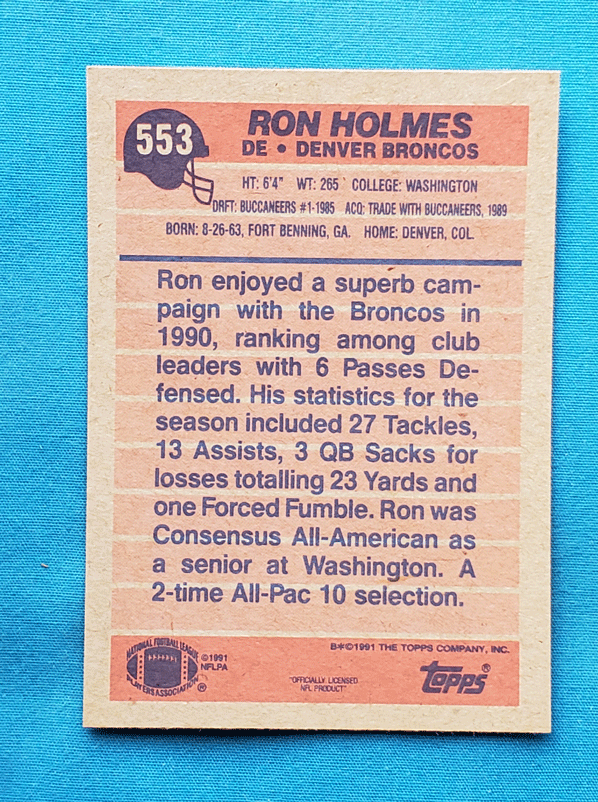 553
RON HOLMES
DE • DENVER BRONCOS
HT: 6'4" WT: 265 COLLEGE: WASHINGTON
DRFT: BUCCANEERS #1-1985 ACQ: TRADE WITH BUCCANEERS, 1989
BORN: 8-26-63, FORT BENNING, GA. HOME: DENVER, COL.
Ron enjoyed a superb cam-
paign with the Broncos in
1990, ranking among club
leaders with 6 Passes De-
fensed. His statistics for the
season included 27 Tackles,
13 Assists, 3 QB Sacks for
losses totalling 23 Yards and
one Forced Fumble. Ron was
Consensus All-American as
a senior at Washington. A
2-time All-Pac 10 selection.
NATIONAL FOOTBALL LEAGUE
PLAYERS ASSOCIATION ®
©1991
NFLPA
B*©1991 THE TOPPS COMPANY, INC.
"OFFICIALLY LICENSED
NFL PRODUCT"
TOPPS®